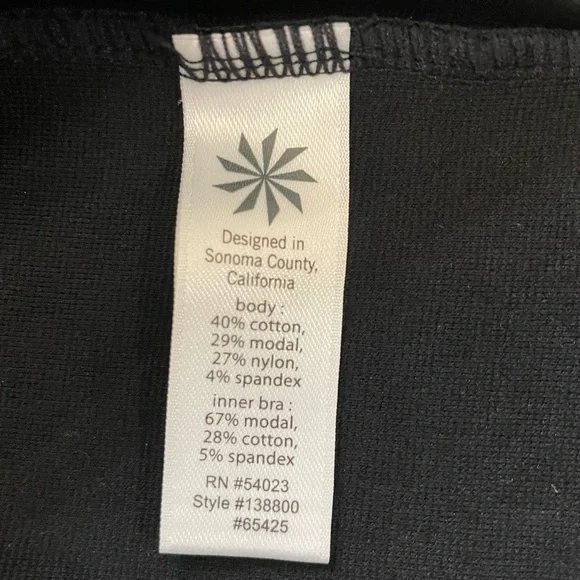 Designed in
Sonoma County,
California
body :
40% cotton,
29% modal,
27% nylon,
4% spandex
inner bra :
67% modal,
28% cotton,
5% spandex
RN #54023
Style #138800
#65425